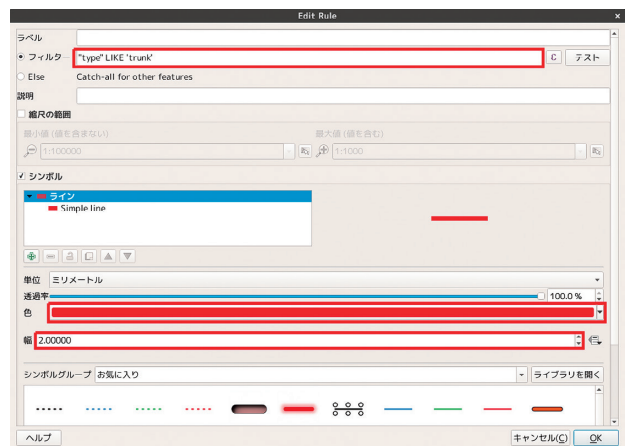 Edit Rule ×
ラベル
フィルター "type" LIKE 'trunk' ε テスト
Else Catch-all for other features
説明
縮尺の範囲
最小値 (値を含まない) 最大値 (値を含む)
1:100000 1:1000
シンボル
ライン
Simple line
単位 ミリメートル
透過率 100.0 %
色
幅 2.00000
シンボルグループ お気に入り ライブラリを開く
ヘルプ キャンセル(C) OK